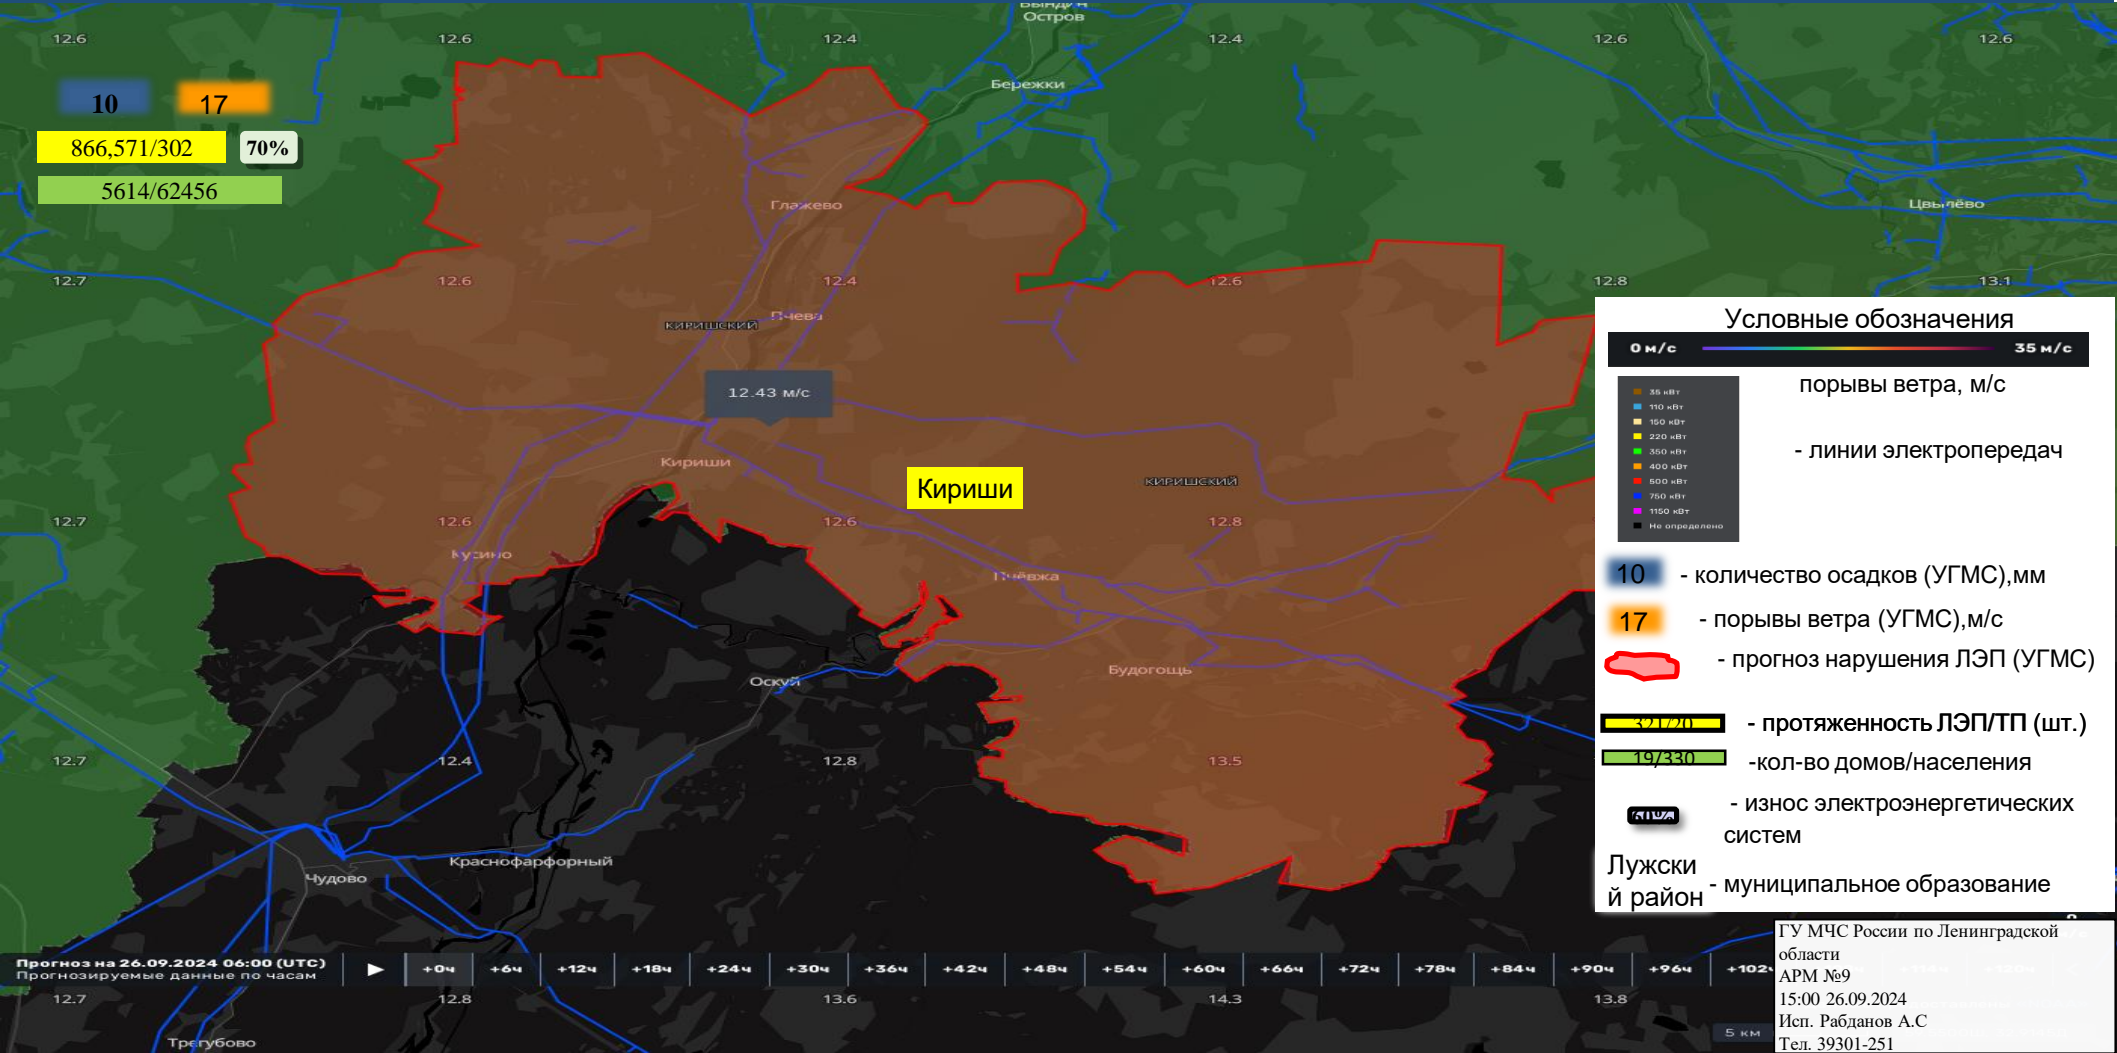 Остров
12.6 12.6 12.4 12.4 12.6 12.6
Бережки
10 17
866,571/302 70%
5614/62456
Глажево
Цвылёво
12.7 12.6 12.4 12.6 12.8 13.1
Пчева
КИРИШСКИЙ
12.43 м/с
Кириши
Кириши
КИРИШСКИЙ
12.7 12.6 12.6 12.8
Кусино
Пчёвжа
Будогощь
Оскуй
12.7 12.4 12.8 13.5
Краснофарфорный
Чудово
Условные обозначения
0 м/с 35 м/с
порывы ветра, м/с
35 кВт
110 кВт
150 кВт
220 кВт
350 кВт
400 кВт
500 кВт
750 кВт
1150 кВт
Не определено
- линии электропередач
10 - количество осадков (УГМС),мм
17 - порывы ветра (УГМС),м/с
- прогноз нарушения ЛЭП (УГМС)
321/20 - протяженность ЛЭП/ТП (шт.)
19/330 -кол-во домов/населения
- износ электроэнергетических
систем
Лужски
й район - муниципальное образование
Прогноз на 26.09.2024 06:00 (UTC)
Прогнозируемые данные по часам
+0ч +6ч +12ч +18ч +24ч +30ч +36ч +42ч +48ч +54ч +60ч +66ч +72ч +78ч +84ч +90ч +96ч +102ч
12.7 12.8 13.6 14.3 13.8
Трегубово
5 км
ГУ МЧС России по Ленинградской
области
АРМ №9
15:00 26.09.2024
Исп. Рабданов А.С
Тел. 39301-251